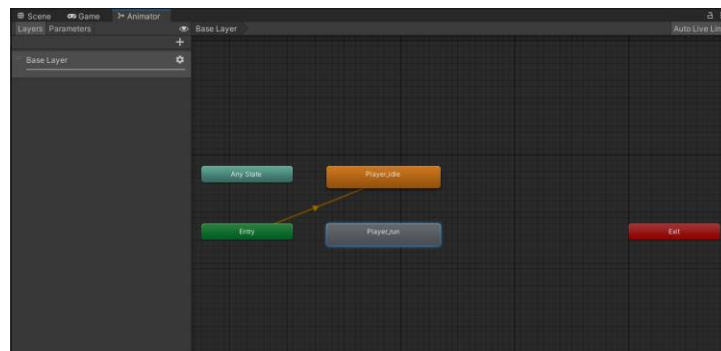 Scene Game Animator
Layers Parameters Base Layer Auto Live Lin
Base Layer
Any State Player_Idle
Entry Player_run Exit